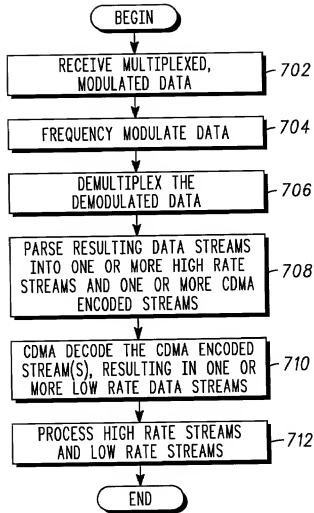 BEGIN
RECEIVE MULTIPLEXED,
MODULATED DATA
702
FREQUENCY MODULATE DATA
704
DEMULTIPLEX THE
DEMODULATED DATA
706
PARSE RESULTING DATA STREAMS
INTO ONE OR MORE HIGH RATE
STREAMS AND ONE OR MORE CDMA
ENCODED STREAMS
708
CDMA DECODE THE CDMA ENCODED
STREAM(S), RESULTING IN ONE OR
MORE LOW RATE DATA STREAMS
710
PROCESS HIGH RATE STREAMS
AND LOW RATE STREAMS
712
END